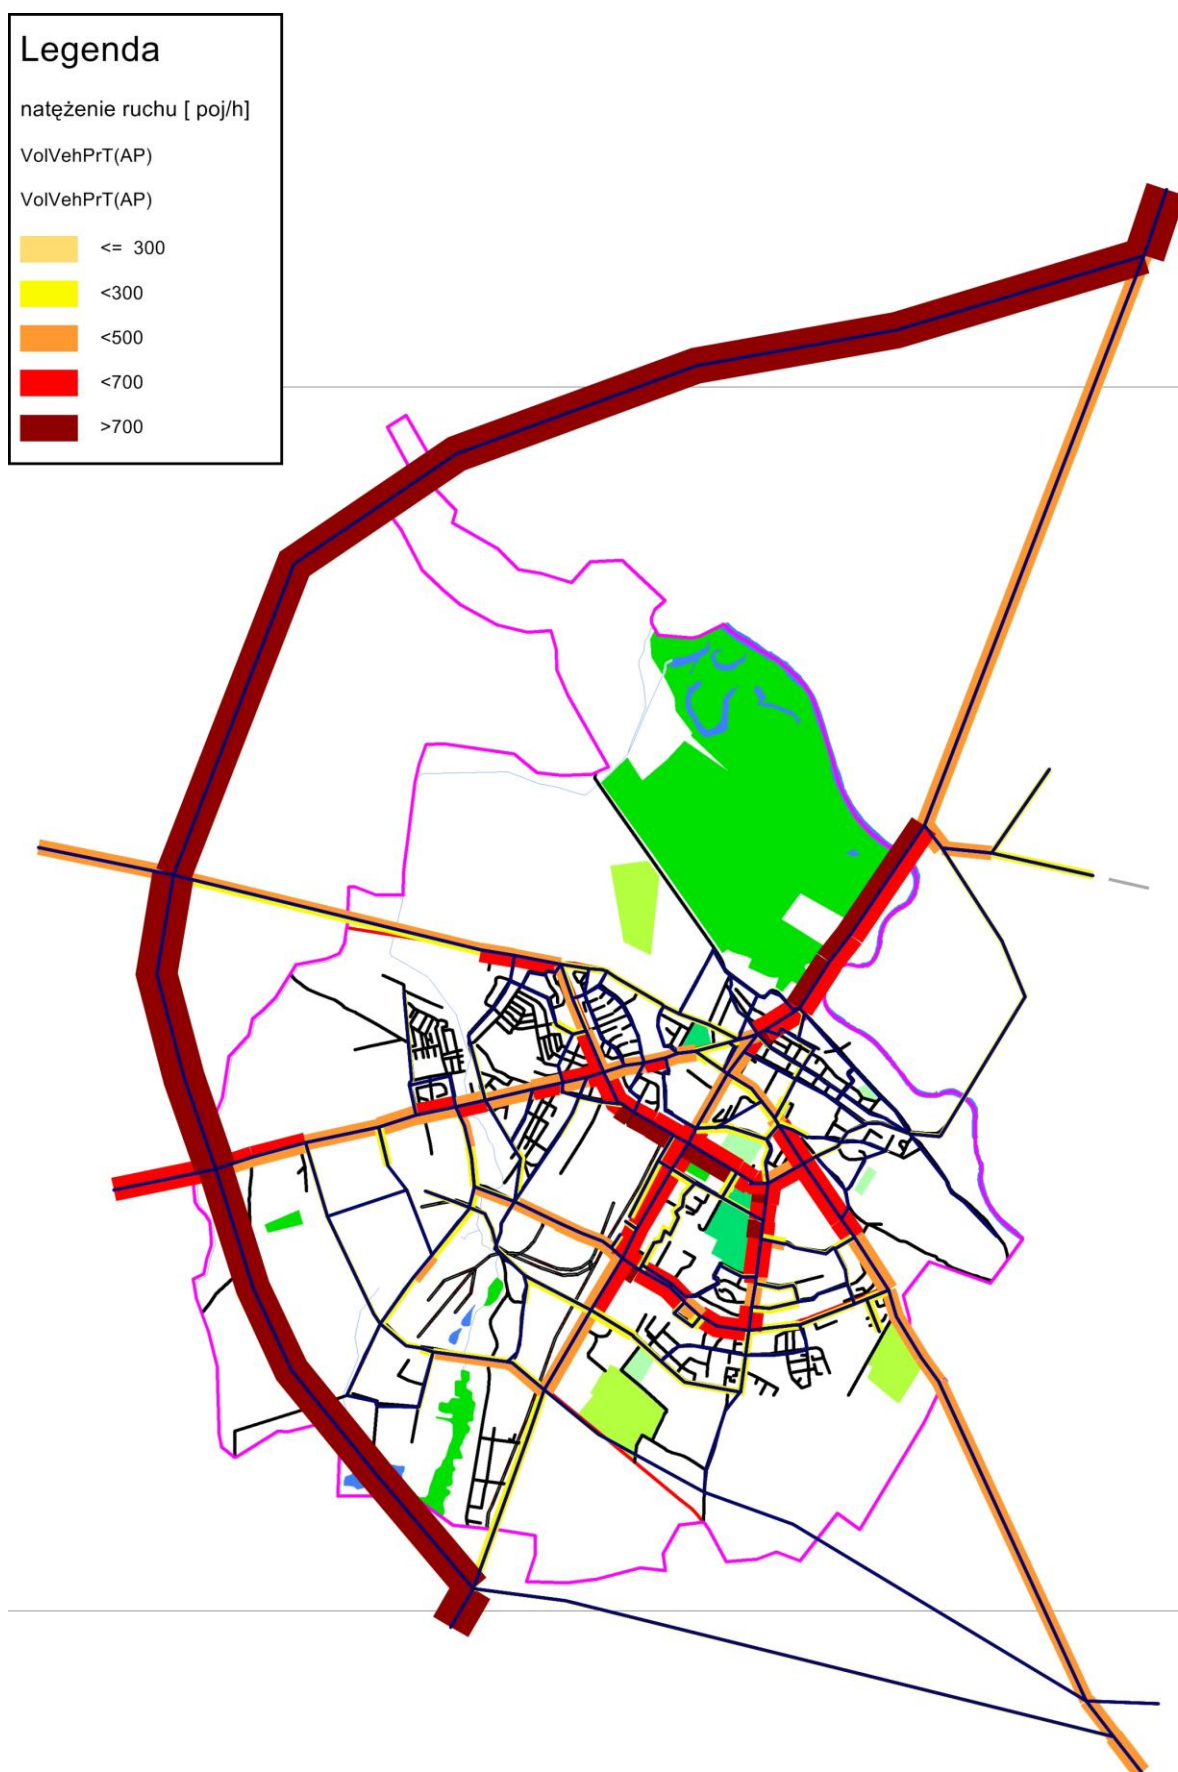 Legenda
natężenie ruchu [ poj/h]
VolVehPrT(AP)
VolVehPrT(AP)
<= 300
<300
<500
<700
>700